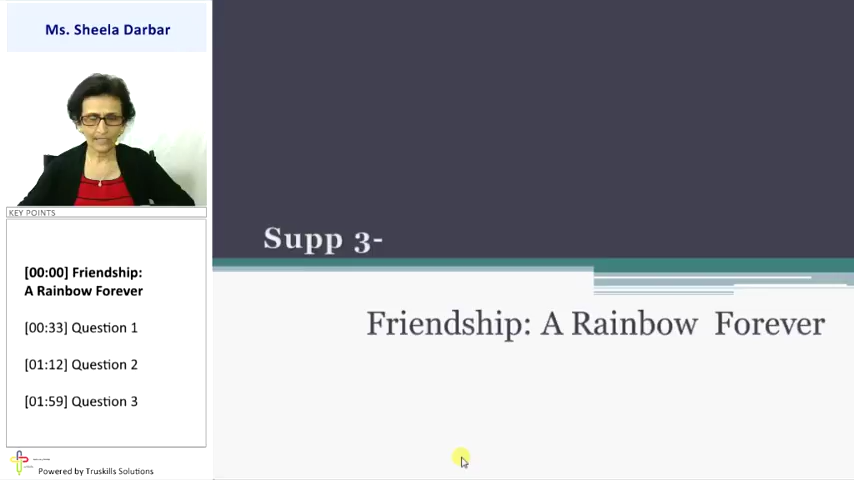 Ms. Sheela Darbar
KEY POINTS
[00:00] Friendship:
A Rainbow Forever
[00:33] Question 1
[01:12] Question 2
[01:59] Question 3
Powered by Truskills Solutions
Supp 3-
Friendship: A Rainbow Forever